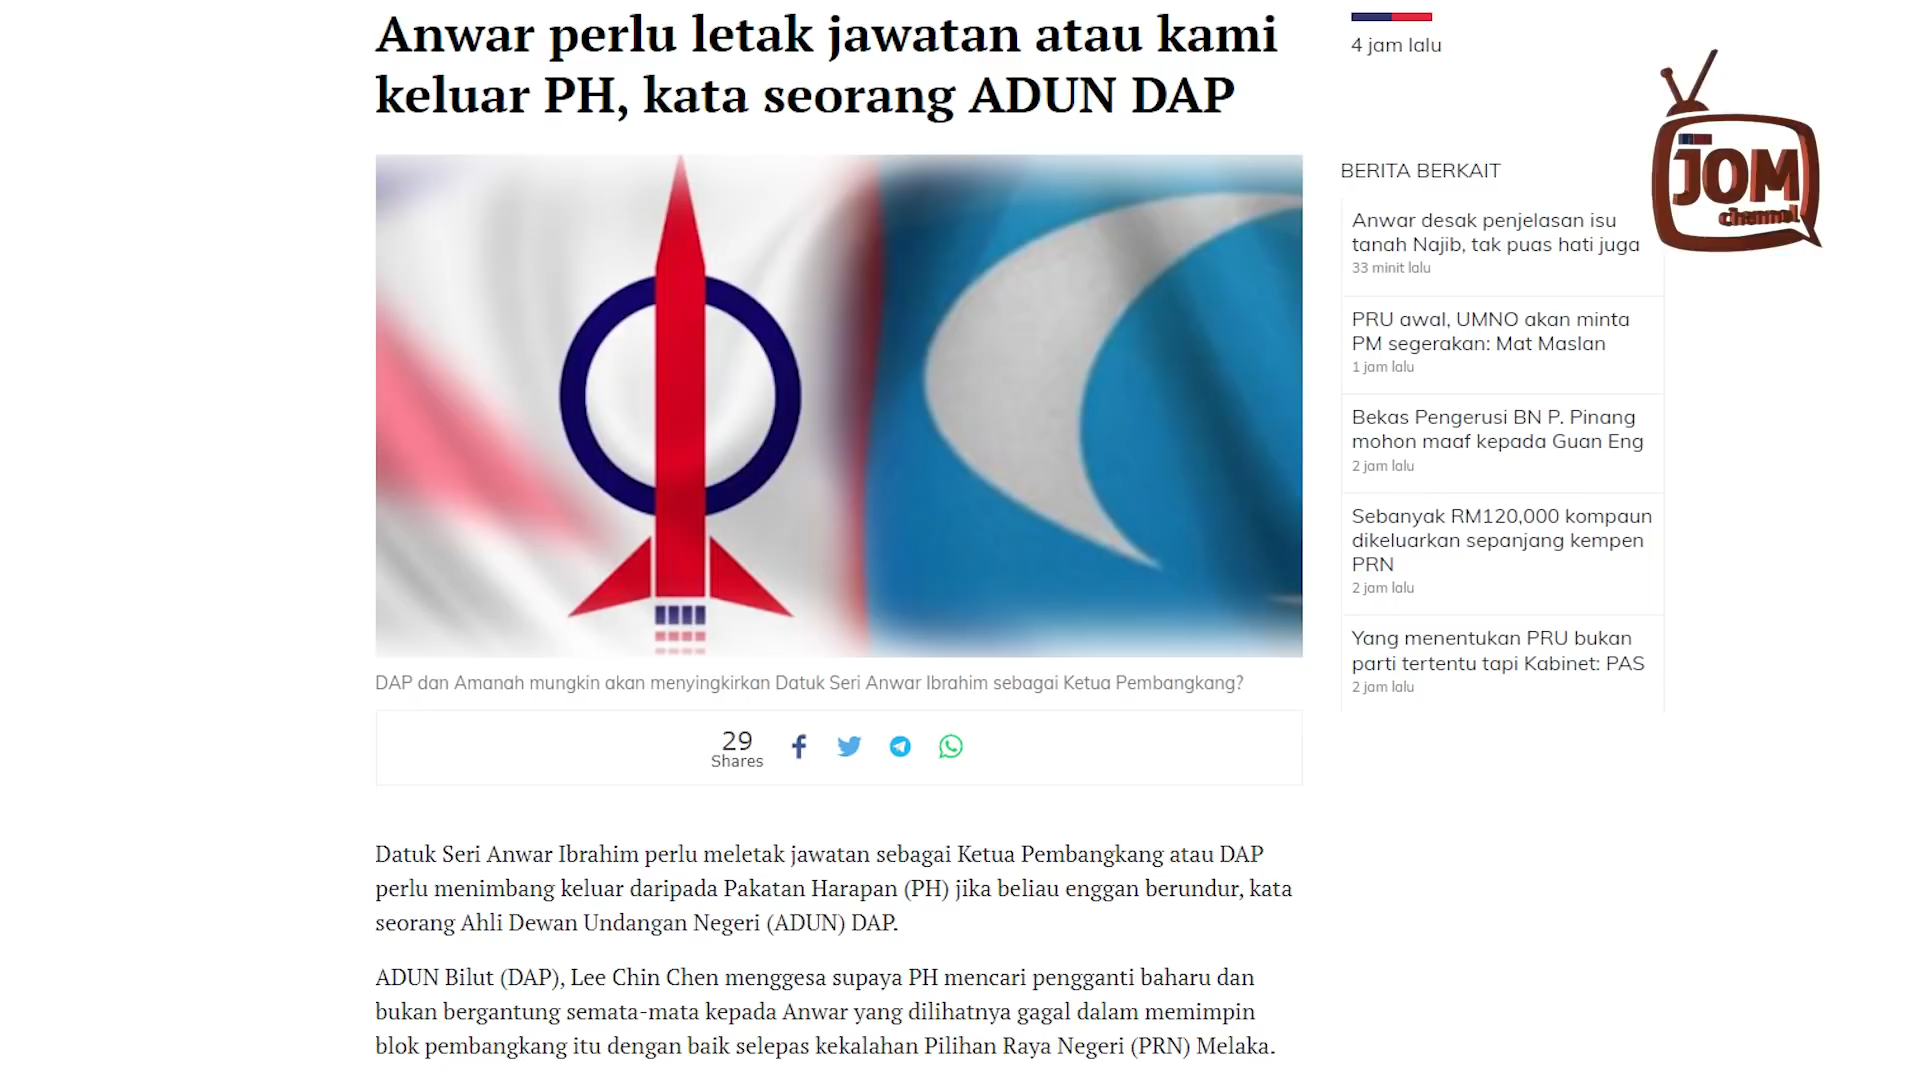 Anwar perlu letak jawatan atau kami
keluar PH, kata seorang ADUN DAP
DAP dan Amanah mungkin akan menyingkirkan Datuk Seri Anwar Ibrahim sebagai Ketua Pembangkang?
29
Shares
Datuk Seri Anwar Ibrahim perlu meletak jawatan sebagai Ketua Pembangkang atau DAP
perlu menimbang keluar daripada Pakatan Harapan (PH) jika beliau enggan berundur, kata
seorang Ahli Dewan Undangan Negeri (ADUN) DAP.
ADUN Bilut (DAP), Lee Chin Chen menggesa supaya PH mencari pengganti baharu dan
bukan bergantung semata-mata kepada Anwar yang dilihatnya gagal dalam memimpin
blok pembangkang itu dengan baik selepas kekalahan Pilihan Raya Negeri (PRN) Melaka.
4 jam lalu
BERITA BERKAIT
Anwar desak penjelasan isu
tanah Najib, tak puas hati juga
33 minit lalu
PRU awal, UMNO akan minta
PM segerakan: Mat Maslan
1 jam lalu
Bekas Pengerusi BN P. Pinang
mohon maaf kepada Guan Eng
2 jam lalu
Sebanyak RM120,000 kompaun
dikeluarkan sepanjang kempen
PRN
2 jam lalu
Yang menentukan PRU bukan
parti tertentu tapi Kabinet: PAS
2 jam lalu
JOM
channel